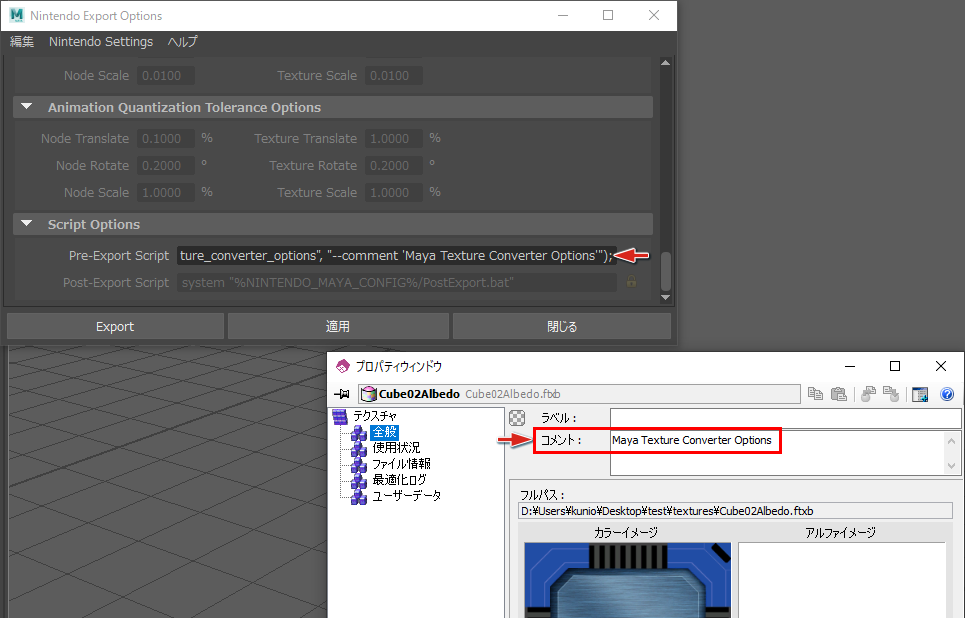 Nintendo Export Options
編集 Nintendo Settings ヘルプ
Node Scale 0.0100 Texture Scale 0.0100
Animation Quantization Tolerance Options
Node Translate 0.1000 % Texture Translate 1.0000 %
Node Rotate 0.2000 ° Texture Rotate 0.2000 °
Node Scale 1.0000 % Texture Scale 1.0000 %
Script Options
Pre-Export Script ture_converter_options", "--comment 'Maya Texture Converter Options'");
Post-Export Script system "%NINTENDO_MAYA_CONFIG%/PostExport.bat"
Export 適用 閉じる
プロパティウィンドウ
Cube02Albedo Cube02Albedo.ftxb
テクスチャ
全般
使用状況
ファイル情報
最適化ログ
ユーザーデータ
ラベル：
コメント： Maya Texture Converter Options
フルパス：
D:¥Users¥kunio¥Desktop¥test¥textures¥Cube02Albedo.ftxb
カラーイメージ アルファイメージ